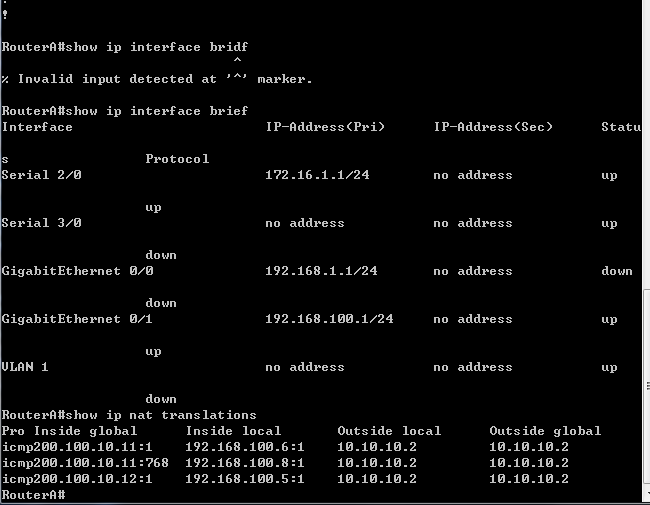 !
RouterA#show ip interface bridf
^
% Invalid input detected at '^' marker.
RouterA#show ip interface brief
Interface IP-Address(Pri) IP-Address(Sec) Statu
s Protocol
Serial 2/0 172.16.1.1/24 no address up
up
Serial 3/0 no address no address up
down
GigabitEthernet 0/0 192.168.1.1/24 no address down
down
GigabitEthernet 0/1 192.168.100.1/24 no address up
up
VLAN 1 no address no address up
down
RouterA#show ip nat translations
Pro Inside global Inside local Outside local Outside global
icmp200.100.10.11:1 192.168.100.6:1 10.10.10.2 10.10.10.2
icmp200.100.10.11:768 192.168.100.8:1 10.10.10.2 10.10.10.2
icmp200.100.10.12:1 192.168.100.5:1 10.10.10.2 10.10.10.2
RouterA#